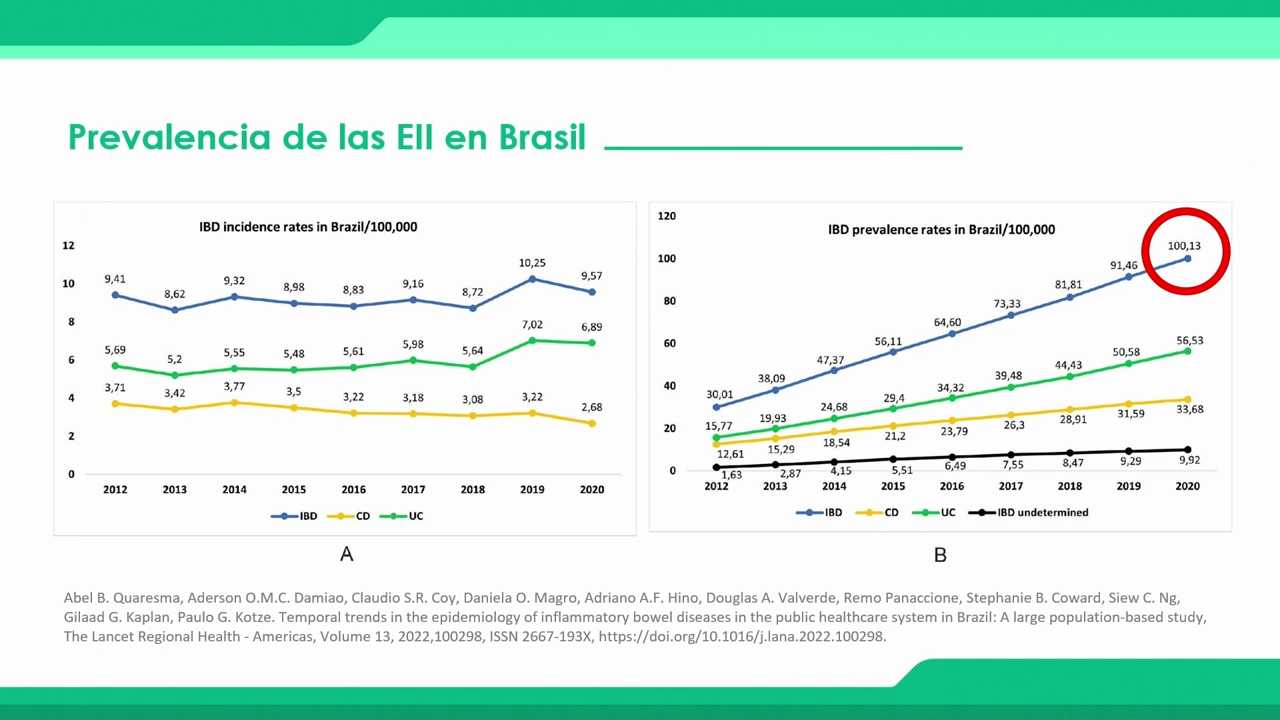 Prevalencia de las EII en Brasil
IBD incidence rates in Brazil/100,000
12
10
8
6
4
2
0
9,41 8,62 9,32 8,98 8,83 9,16 8,72 10,25 9,57
5,69 5,2 5,55 5,48 5,61 5,98 5,64 7,02 6,89
3,71 3,42 3,77 3,5 3,22 3,18 3,08 3,22 2,68
2012 2013 2014 2015 2016 2017 2018 2019 2020
IBD CD UC
A
IBD prevalence rates in Brazil/100,000
120
100
80
60
40
20
0
30,01 38,09 47,37 56,11 64,60 73,33 81,81 91,46 100,13
15,77 19,93 24,68 29,4 34,32 39,48 44,43 50,58 56,53
12,61 15,29 18,54 21,2 23,79 26,3 28,91 31,59 33,68
1,63 2,87 4,15 5,51 6,49 7,55 8,47 9,29 9,92
2012 2013 2014 2015 2016 2017 2018 2019 2020
IBD CD UC IBD undetermined
B
Abel B. Quaresma, Aderson O.M.C. Damiao, Claudio S.R. Coy, Daniela O. Magro, Adriano A.F. Hino, Douglas A. Valverde, Remo Panaccione, Stephanie B. Coward, Siew C. Ng,
Gilaad G. Kaplan, Paulo G. Kotze. Temporal trends in the epidemiology of inflammatory bowel diseases in the public healthcare system in Brazil: A large population-based study,
The Lancet Regional Health - Americas, Volume 13, 2022,100298, ISSN 2667-193X, https://doi.org/10.1016/j.lana.2022.100298.